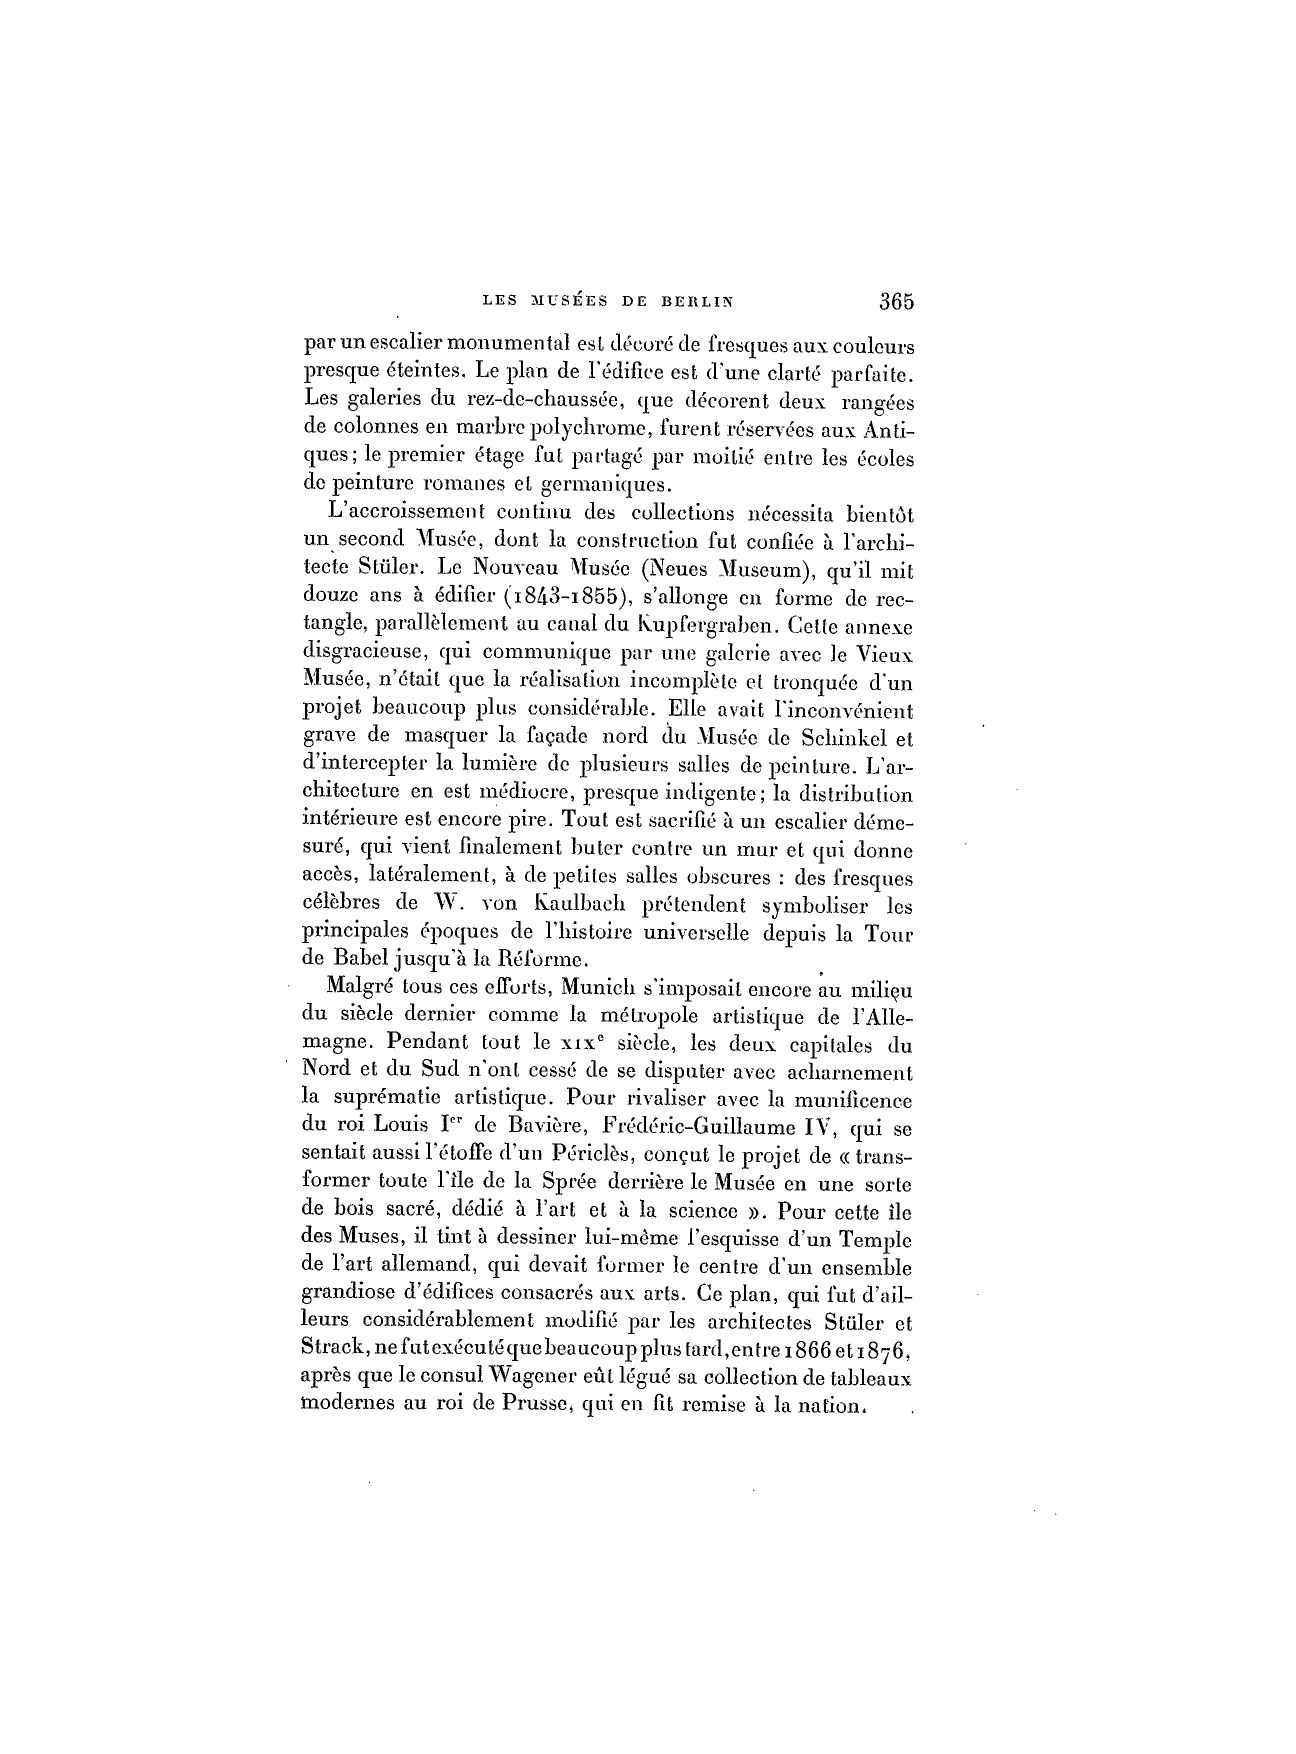 LES MUSÉES DE BERLIN 365
par un escalier monumental est décoré de fresques aux couleurs
presque éteintes. Le plan de l'édifice est d'une clarté parfaite.
Les galeries du rez-de-chaussée, que décorent deux rangées
de colonnes en marbre polychrome, furent réservées aux Anti-
ques; le premier étage fut partagé par moitié entre les écoles
de peinture romanes et germaniques.
L'accroissement continu des collections nécessita bientôt
un second Musée, dont la construction fut confiée à l'archi-
tecte Stüler. Le Nouveau Musée (Neues Museum), qu'il mit
douze ans à édifier (1843-1855), s'allonge en forme de rec-
tangle, parallèlement au canal du Kupfergraben. Cette annexe
disgracieuse, qui communique par une galerie avec le Vieux
Musée, n'était que la réalisation incomplète et tronquée d'un
projet beaucoup plus considérable. Elle avait l'inconvénient
grave de masquer la façade nord du Musée de Schinkel et
d'intercepter la lumière de plusieurs salles de peinture. L'ar-
chitecture en est médiocre, presque indigente; la distribution
intérieure est encore pire. Tout est sacrifié à un escalier déme-
suré, qui vient finalement buter contre un mur et qui donne
accès, latéralement, à de petites salles obscures : des fresques
célèbres de W. von Kaulbach prétendent symboliser les
principales époques de l'histoire universelle depuis la Tour
de Babel jusqu'à la Réforme.
Malgré tous ces efforts, Munich s'imposait encore au milieu
du siècle dernier comme la métropole artistique de l'Alle-
magne. Pendant tout le XIXe siècle, les deux capitales du
Nord et du Sud n'ont cessé de se disputer avec acharnement
la suprématie artistique. Pour rivaliser avec la munificence
du roi Louis Ier de Bavière, Frédéric-Guillaume IV, qui se
sentait aussi l'étoffe d'un Périclès, conçut le projet de « trans-
former toute l'île de la Sprée derrière le Musée en une sorte
de bois sacré, dédié à l'art et à la science ». Pour cette île
des Muses, il tint à dessiner lui-même l'esquisse d'un Temple
de l'art allemand, qui devait former le centre d'un ensemble
grandiose d'édifices consacrés aux arts. Ce plan, qui fut d'ail-
leurs considérablement modifié par les architectes Stüler et
Strack, ne fut exécuté que beaucoup plus tard, entre 1866 et 1876,
après que le consul Wagener eût légué sa collection de tableaux
modernes au roi de Prusse, qui en fit remise à la nation.